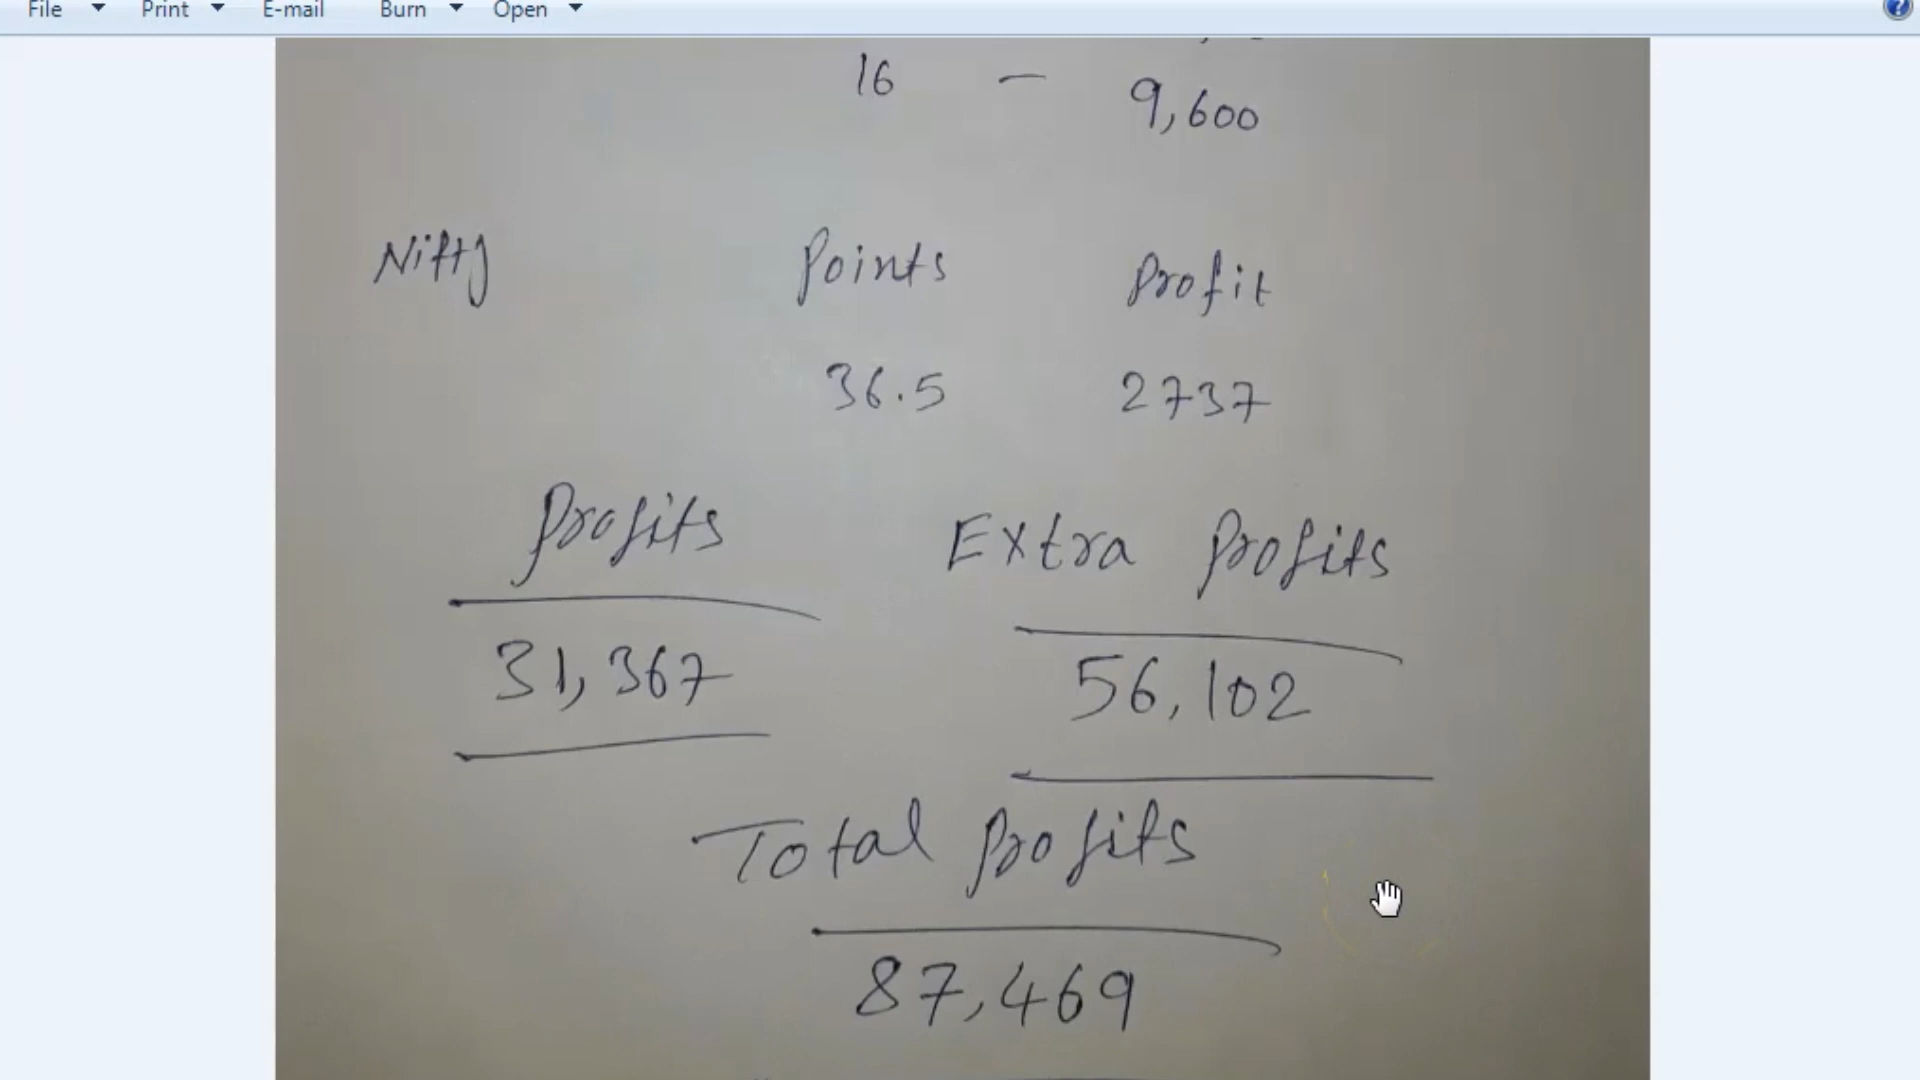 File Print E-mail Burn Open
16 — 9,600
Nifty Points Profit
36.5 2737
Profits Extra Profits
31,367 56,102
Total Profits
87,469